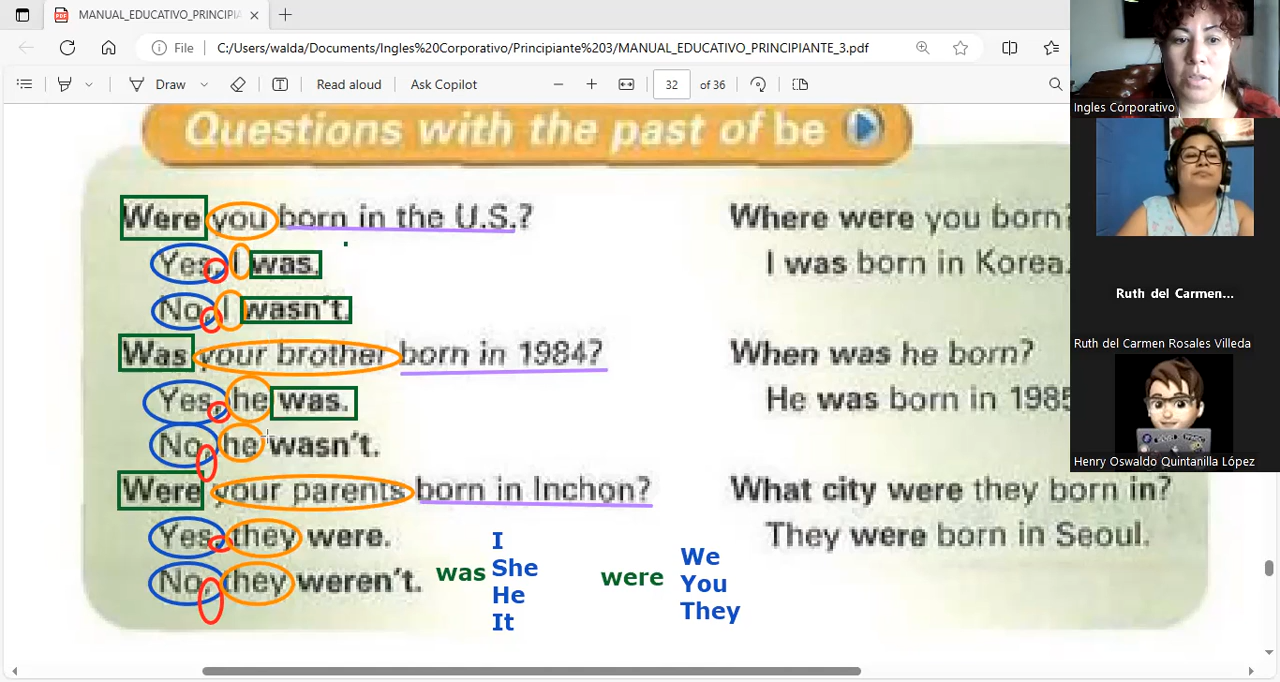 MANUAL_EDUCATIVO_PRINCIPIA
File
C:/Users/walda/Documents/Ingles%20Corporativo/Principiante%203/MANUAL_EDUCATIVO_PRINCIPIANTE_3.pdf
Draw
Read aloud
Ask Copilot
32
of 36
Questions with the past of be
Were you born in the U.S.?
Yes, I was.
No, I wasn't.
Was your brother born in 1984?
Yes, he was.
No, he wasn't.
Were your parents born in Inchon?
Yes, they were.
No, they weren't.
Where were you born?
I was born in Korea.
When was he born?
He was born in 1985
What city were they born in?
They were born in Seoul.
was
I
She
He
It
were
We
You
They
Ingles Corporativo
Ruth del Carmen...
Ruth del Carmen Rosales Villeda
Henry Oswaldo Quintanilla López